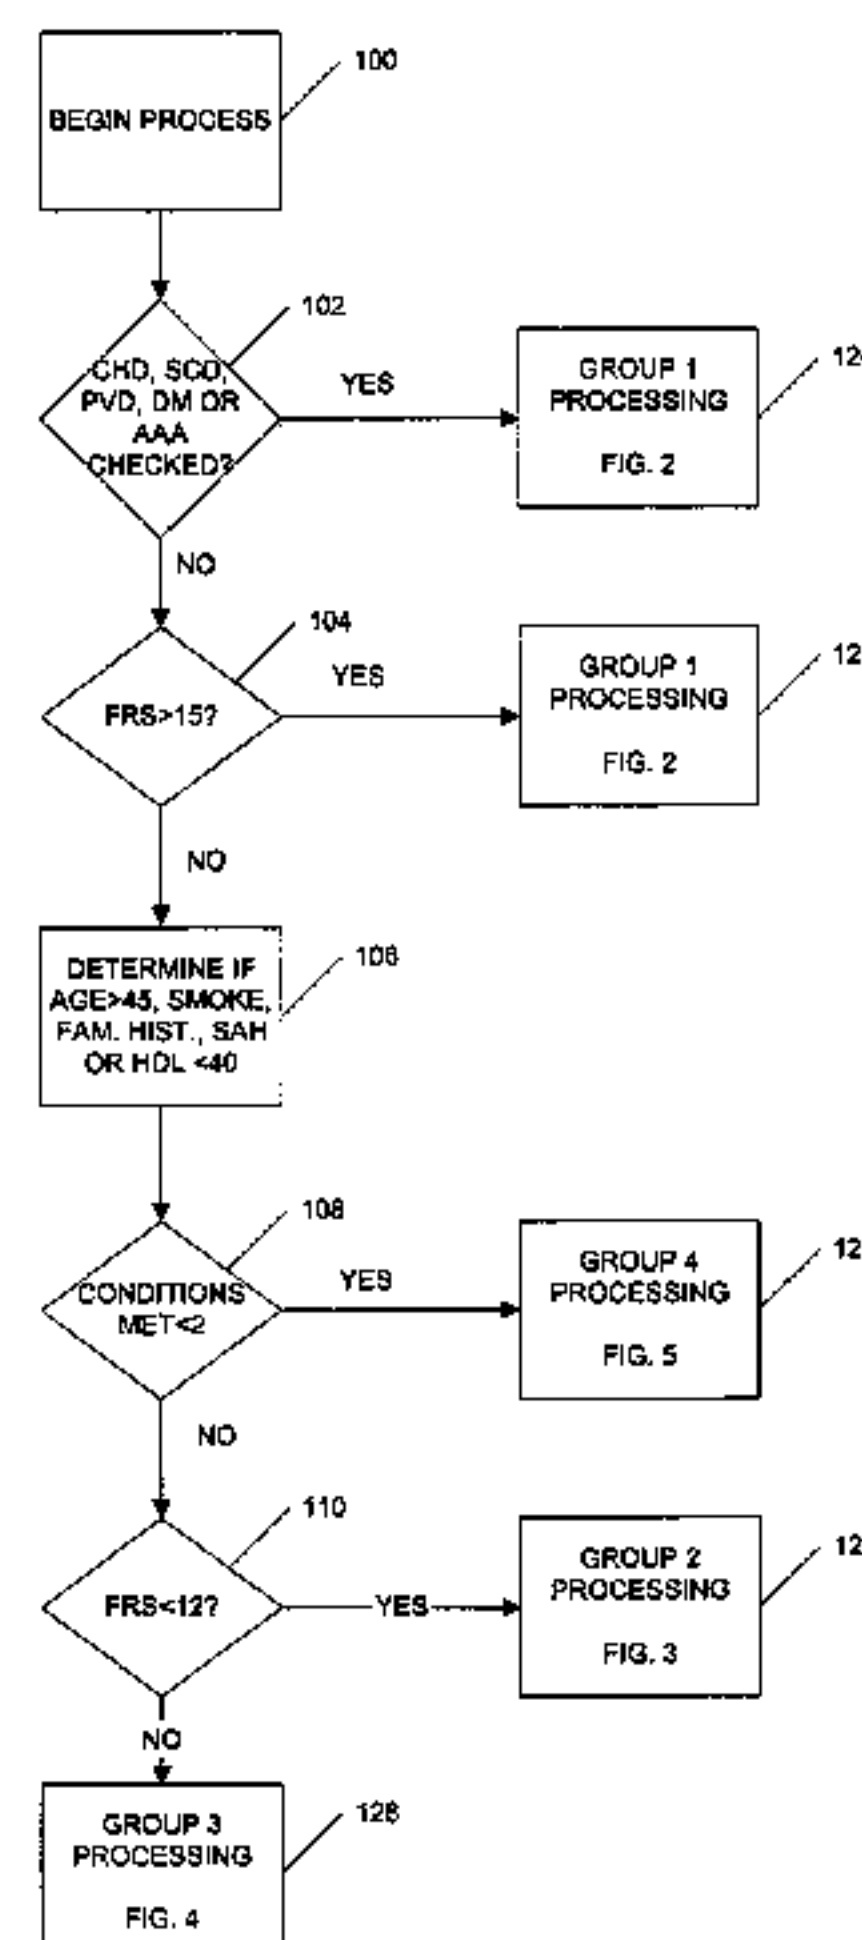 100
BEGIN PROCESS
102
CHD, SCD,
PVD, DM OR
AAA
CHECKED?
YES
GROUP 1
PROCESSING
FIG. 2
NO
104
FRS>15?
YES
GROUP 1
PROCESSING
FIG. 2
NO
106
DETERMINE IF
AGE>45, SMOKE,
FAM. HIST., SAH
OR HDL <40
108
CONDITIONS
MET<2
YES
GROUP 4
PROCESSING
FIG. 5
NO
110
FRS<12?
YES
GROUP 2
PROCESSING
FIG. 3
NO
128
GROUP 3
PROCESSING
FIG. 4